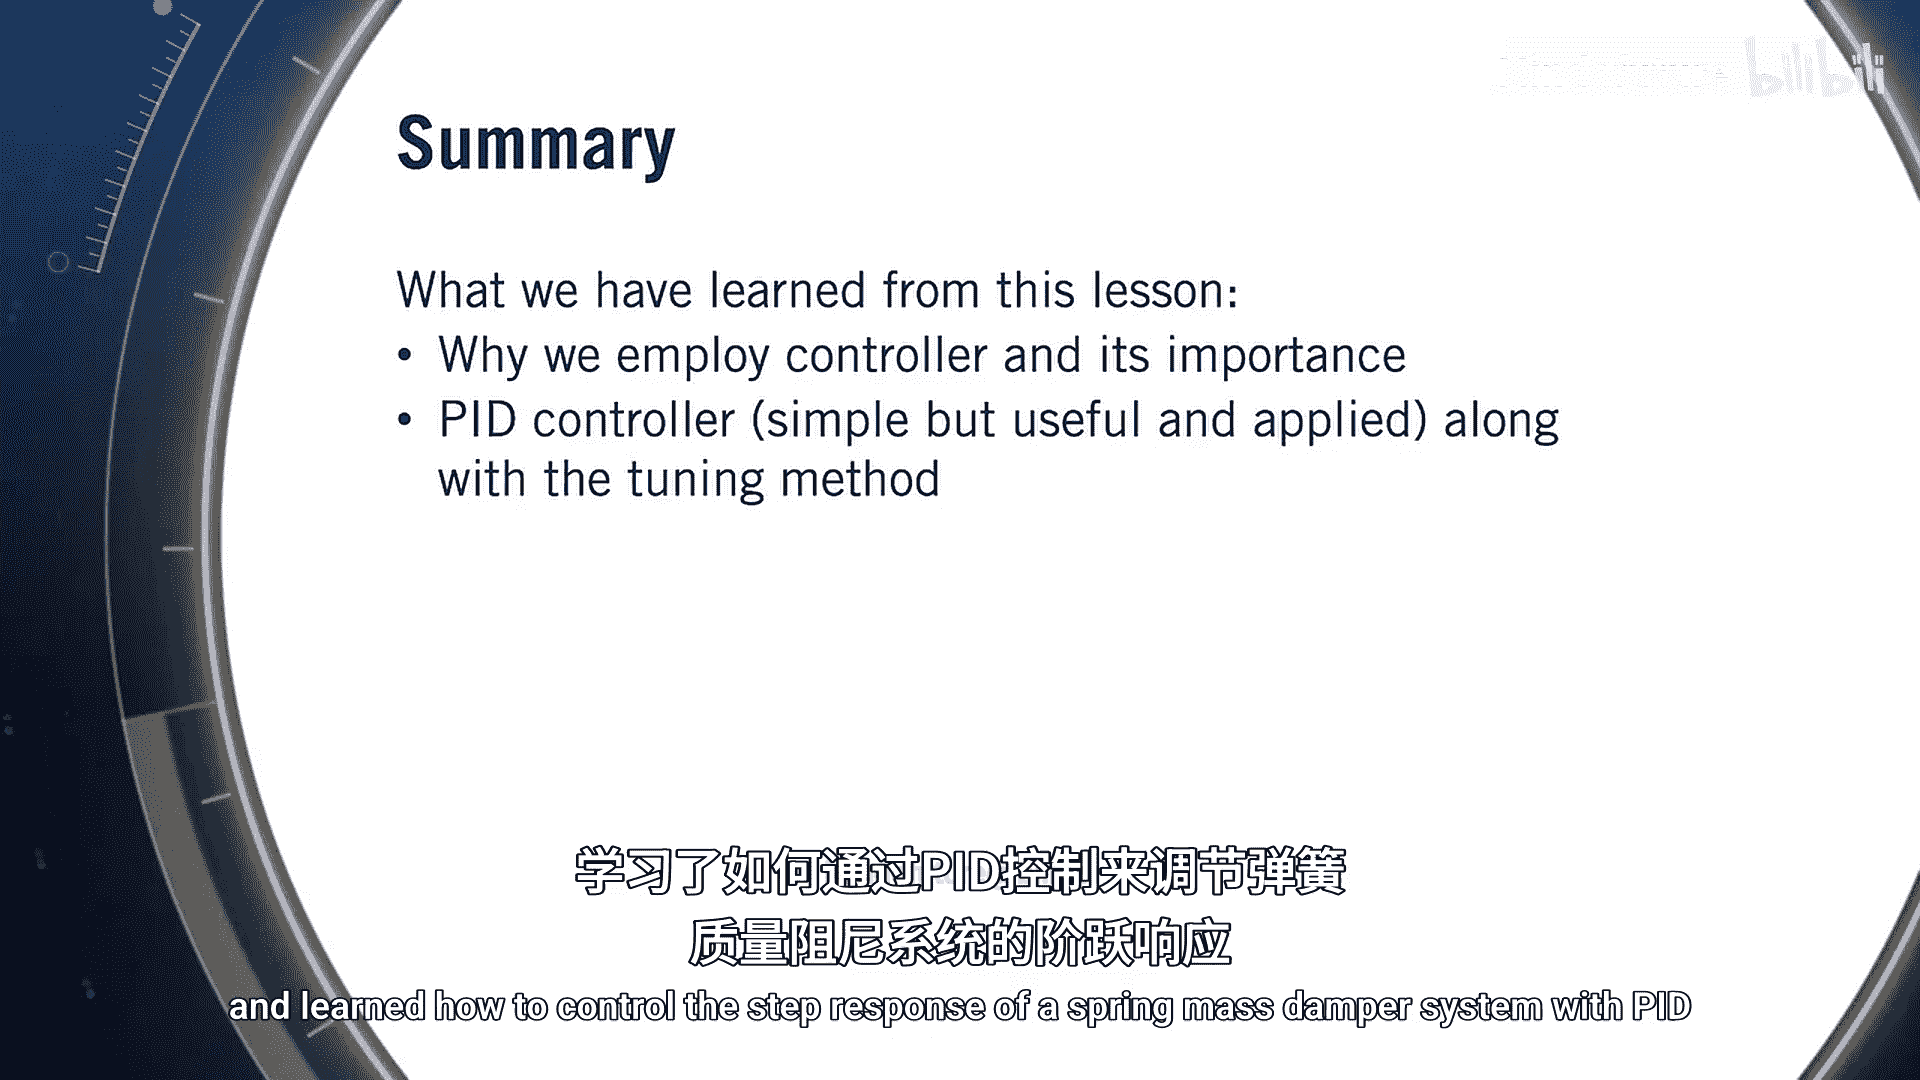 bilibili
Summary
What we have learned from this lesson:
• Why we employ controller and its importance
• PID controller (simple but useful and applied) along
with the tuning method
学习了如何通过PID控制来调节弹簧
质量阻尼系统的阶跃响应
and learned how to control the step response of a spring mass damper system with PID